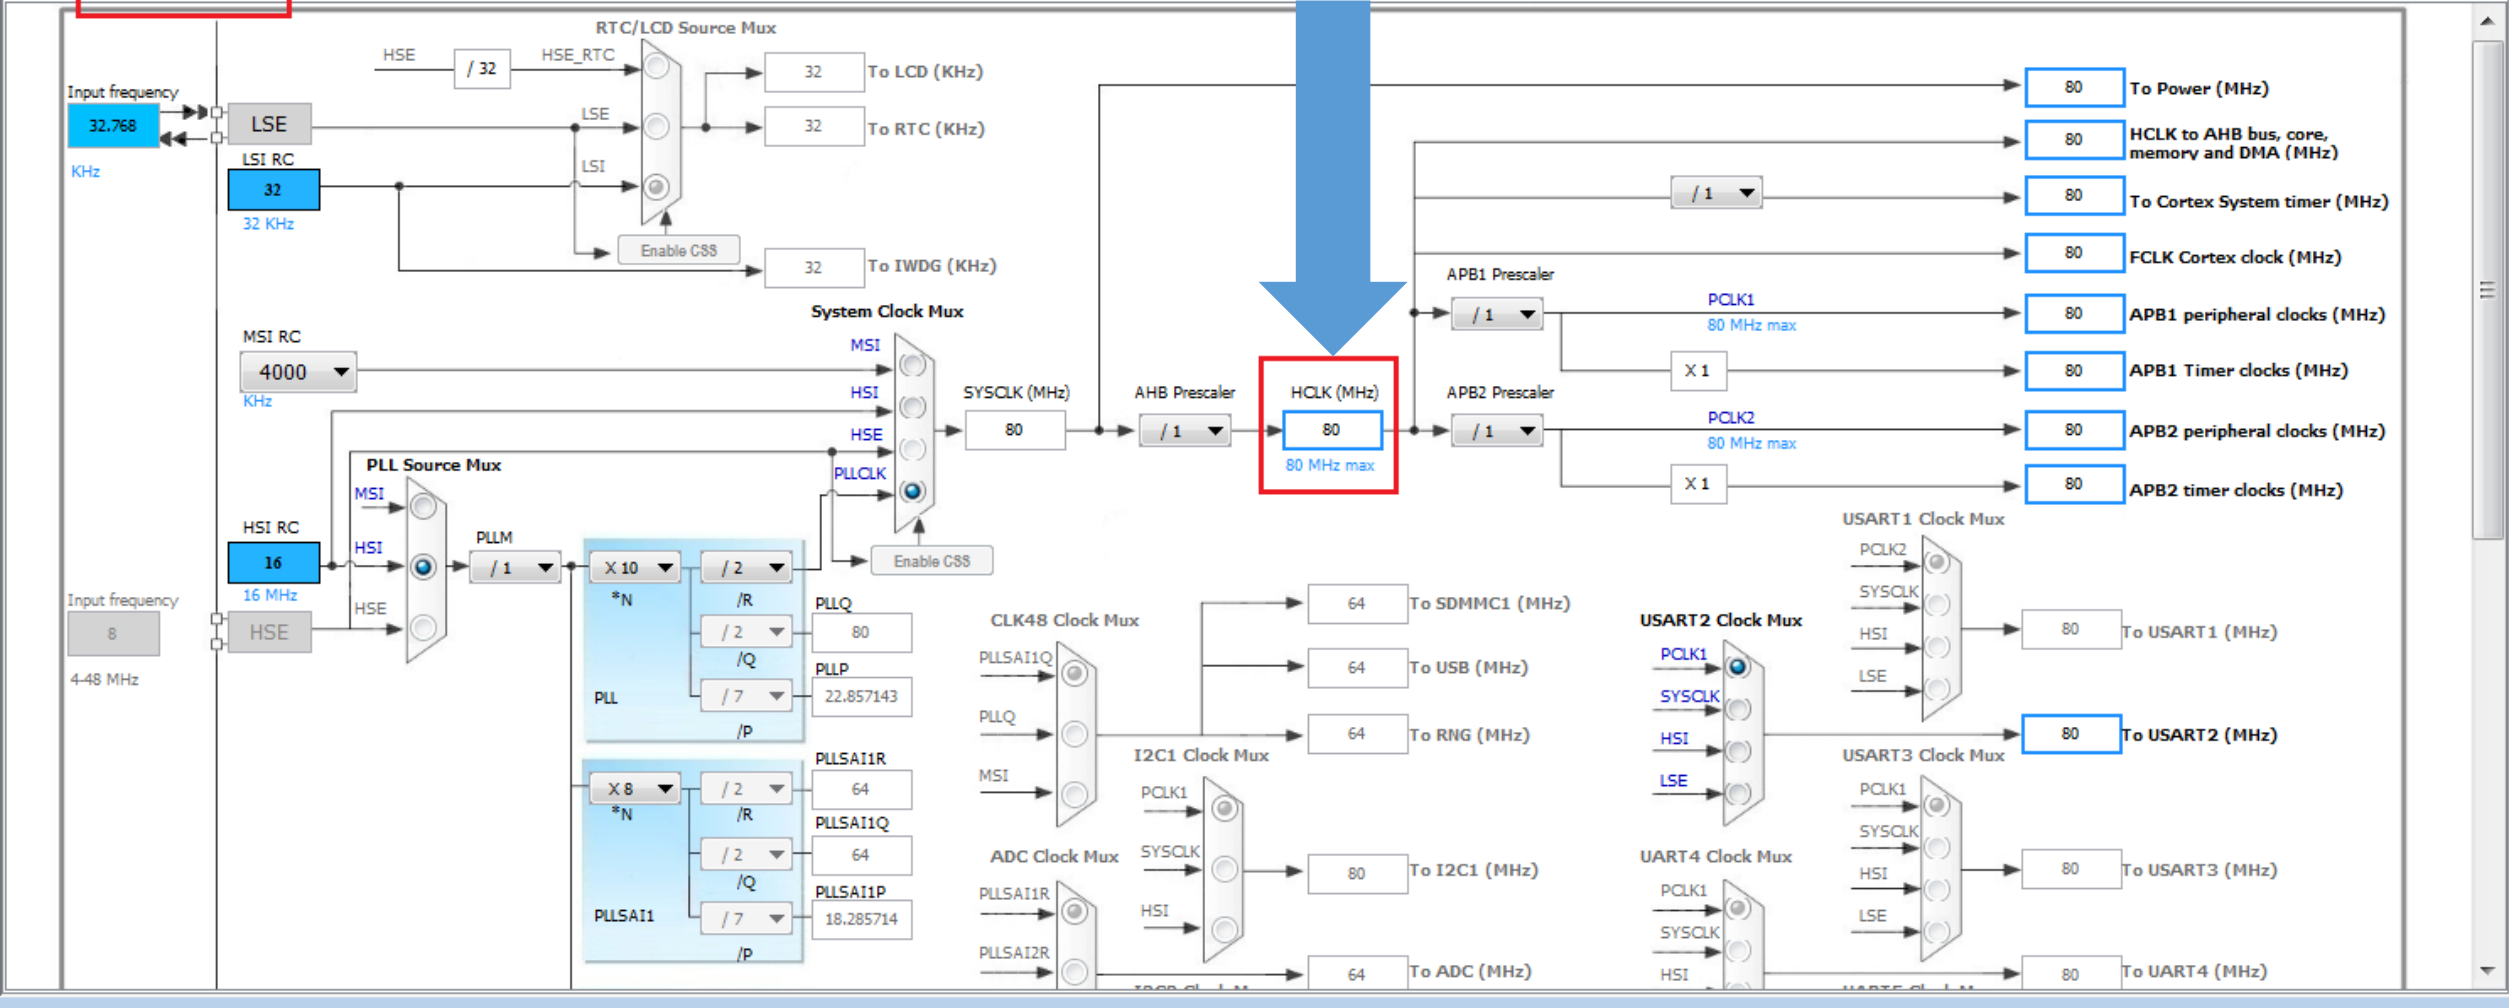 RTC/LCD Source Mux
HSE
/ 32
HSE_RTC
32
To LCD (KHz)
Input frequency
32.768
KHz
LSE
LSE
32
To RTC (KHz)
LSI RC
32
32 KHz
LSI
Enable CSS
32
To IWDG (KHz)
80
To Power (MHz)
80
HCLK to AHB bus, core,
memory and DMA (MHz)
/ 1
80
To Cortex System timer (MHz)
80
FCLK Cortex clock (MHz)
APB1 Prescaler
/ 1
PCLK1
80 MHz max
80
APB1 peripheral clocks (MHz)
X 1
80
APB1 Timer clocks (MHz)
System Clock Mux
MSI RC
4000
KHz
MSI
HSI
HSE
PLLCLK
SYSCLK (MHz)
80
AHB Prescaler
/ 1
HCLK (MHz)
80
80 MHz max
APB2 Prescaler
/ 1
PCLK2
80 MHz max
80
APB2 peripheral clocks (MHz)
X 1
80
APB2 timer clocks (MHz)
Enable CSS
PLL Source Mux
MSI
HSI RC
16
16 MHz
HSI
Input frequency
8
4-48 MHz
HSE
HSE
PLLM
/ 1
X 10
*N
/ 2
/R
/ 2
/Q
/ 7
/P
PLL
PLLQ
80
PLLP
22.857143
X 8
*N
/ 2
/R
/ 2
/Q
/ 7
/P
PLLSAI1
PLLSAI1R
64
PLLSAI1Q
64
PLLSAI1P
18.285714
CLK48 Clock Mux
PLLSAI1Q
PLLQ
MSI
64
To SDMMC1 (MHz)
64
To USB (MHz)
64
To RNG (MHz)
I2C1 Clock Mux
PCLK1
SYSCLK
HSI
80
To I2C1 (MHz)
ADC Clock Mux
PLLSAI1R
PLLSAI2R
64
To ADC (MHz)
USART1 Clock Mux
PCLK2
SYSCLK
HSI
LSE
80
To USART1 (MHz)
USART2 Clock Mux
PCLK1
SYSCLK
HSI
LSE
80
To USART2 (MHz)
USART3 Clock Mux
PCLK1
SYSCLK
HSI
LSE
80
To USART3 (MHz)
UART4 Clock Mux
PCLK1
SYSCLK
HSI
80
To UART4 (MHz)